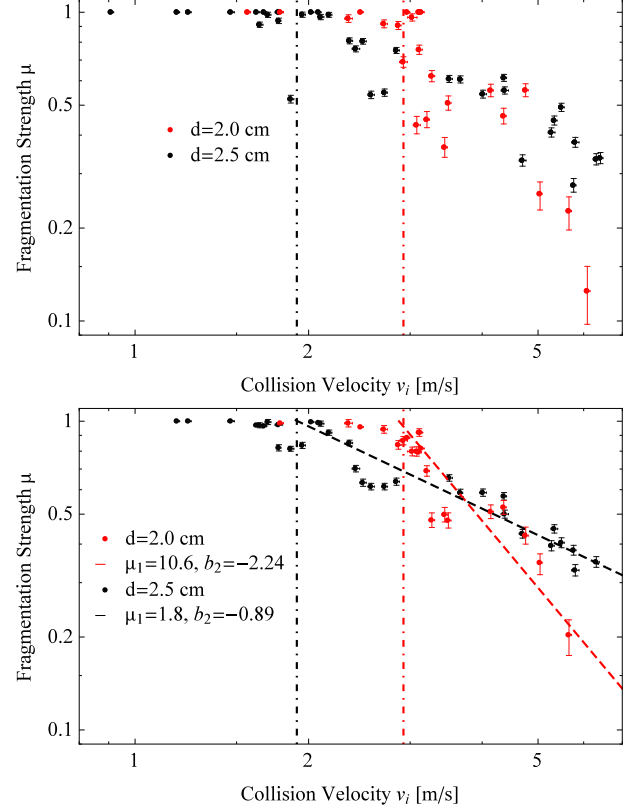 1
0.5
0.2
0.1
Fragmentation Strength μ
d=2.0 cm
d=2.5 cm
1 2 5
Collision Velocity v_i [m/s]
1
0.5
0.2
0.1
Fragmentation Strength μ
d=2.0 cm
μ₁=10.6, b₂=−2.24
d=2.5 cm
μ₁=1.8, b₂=−0.89
1 2 5
Collision Velocity v_i [m/s]